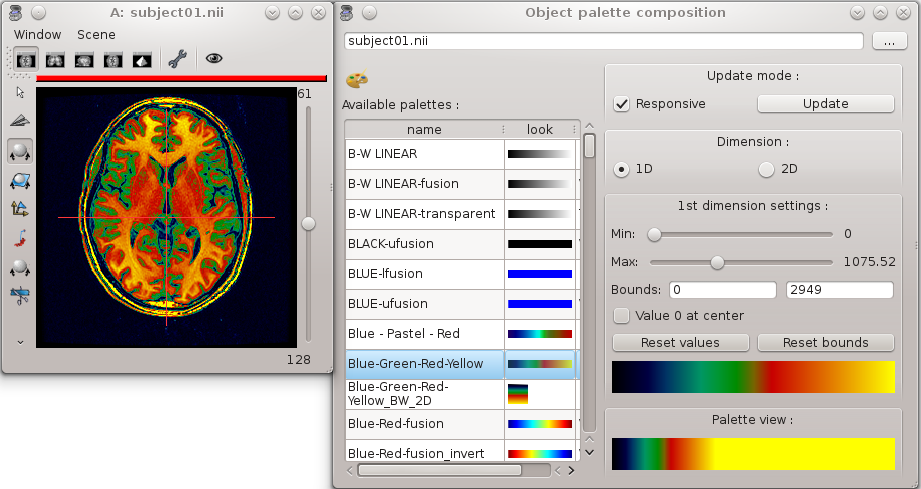 A: subject01.nii
Window Scene
61
128
Object palette composition
subject01.nii
...
Available palettes :
name look
B-W LINEAR
B-W LINEAR-fusion
B-W LINEAR-transparent
BLACK-ufusion
BLUE-lfusion
BLUE-ufusion
Blue - Pastel - Red
Blue-Green-Red-Yellow
Blue-Green-Red-
Yellow_BW_2D
Blue-Red-fusion
Blue-Red-fusion_invert
Update mode :
Responsive Update
Dimension :
1D 2D
1st dimension settings :
Min: 0
Max: 1075.52
Bounds: 0 2949
Value 0 at center
Reset values Reset bounds
Palette view :